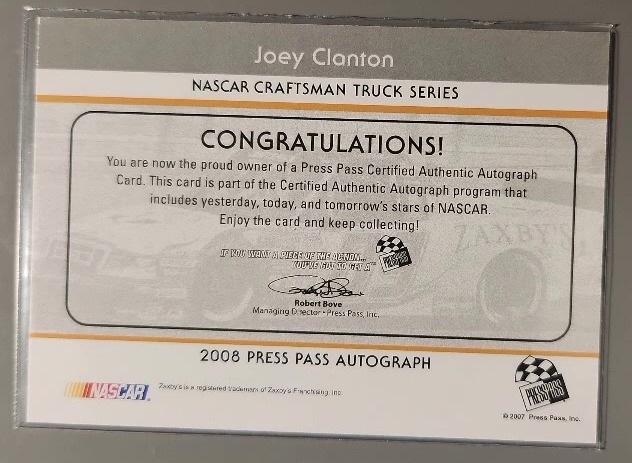 Joey Clanton
NASCAR CRAFTSMAN TRUCK SERIES
CONGRATULATIONS!
You are now the proud owner of a Press Pass Certified Authentic Autograph
Card. This card is part of the Certified Authentic Autograph program that
includes yesterday, today, and tomorrow's stars of NASCAR.
Enjoy the card and keep collecting!
ZAXBY'S
IF YOU WANT A PIECE OF THE ACTION...
YOU'VE GOT TO GET A
PRESS PASS
Robert Bove
Managing Director • Press Pass, Inc.
2008 PRESS PASS AUTOGRAPH
NASCAR
Zaxby's is a registered trademark of Zaxby's Franchising, Inc.
PRESS PASS
© 2007 Press Pass, Inc.